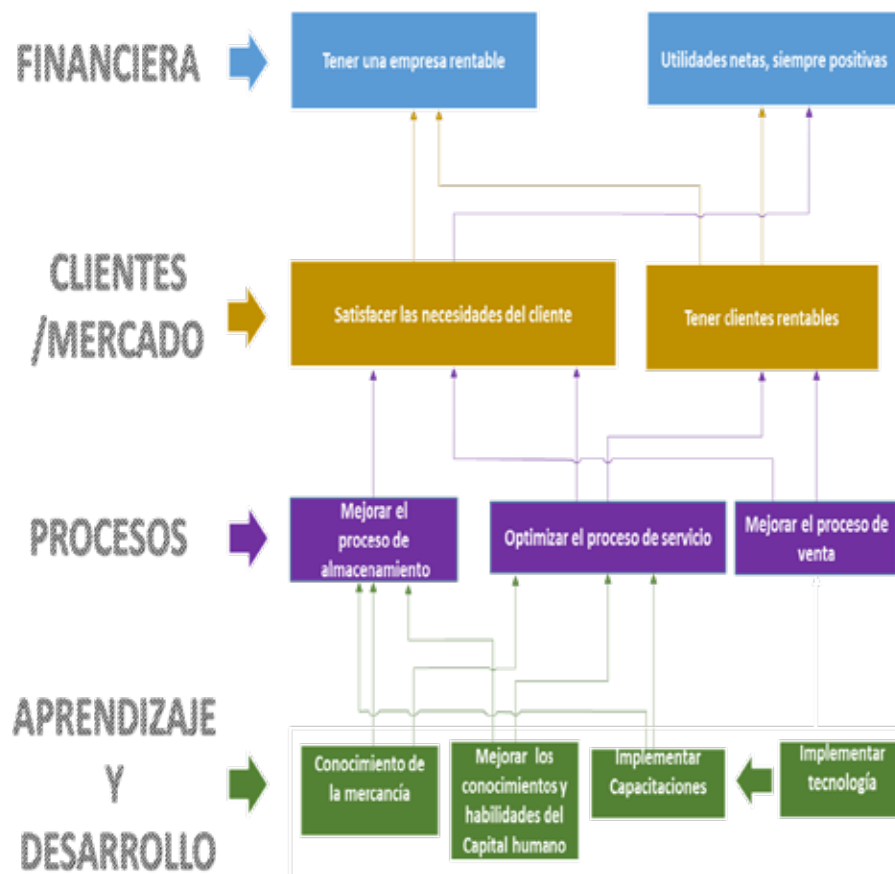 FINANCIERA
Tener una empresa rentable
Utilidades netas, siempre positivas
CLIENTES
/MERCADO
Satisfacer las necesidades del cliente
Tener clientes rentables
PROCESOS
Mejorar el
proceso de
almacenamiento
Optimizar el proceso de servicio
Mejorar el proceso de
venta
APRENDIZAJE
Y
DESARROLLO
Conocimiento de
la mercancía
Mejorar los
conocimientos y
habilidades del
Capital humano
Implementar
Capacitaciones
Implementar
tecnología